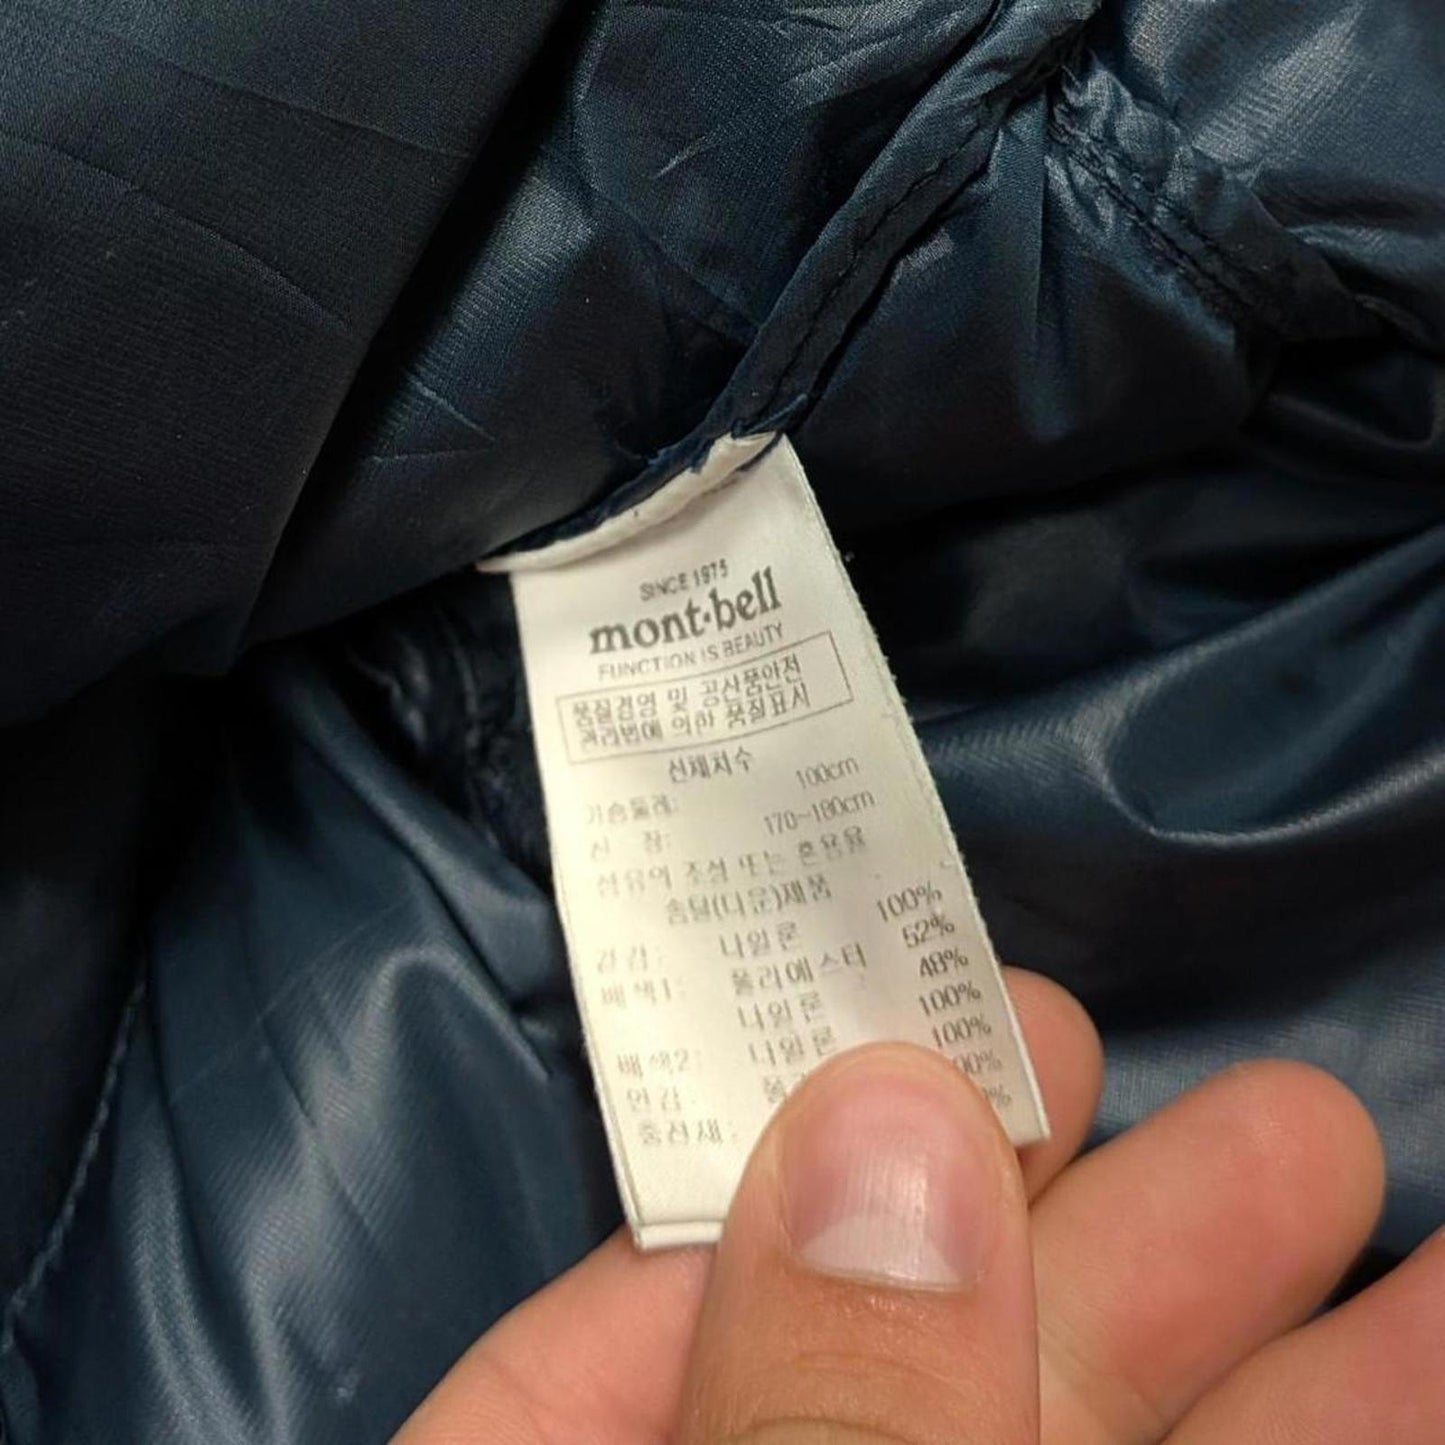 SINCE 1975
mont·bell
FUNCTION IS BEAUTY
품질경영 및 공산품안전
관리법에 의한 품질표시
신체치수
가슴둘레: 100cm
신 장: 170~180cm
섬유의 조성 또는 혼용율
솜털(다운)제품
겉감: 나일론 100%
배색1: 폴리에스터 52%
나일론 48%
배색2: 나일론 100%
안감: 폴 100%
충전재: 00%
%